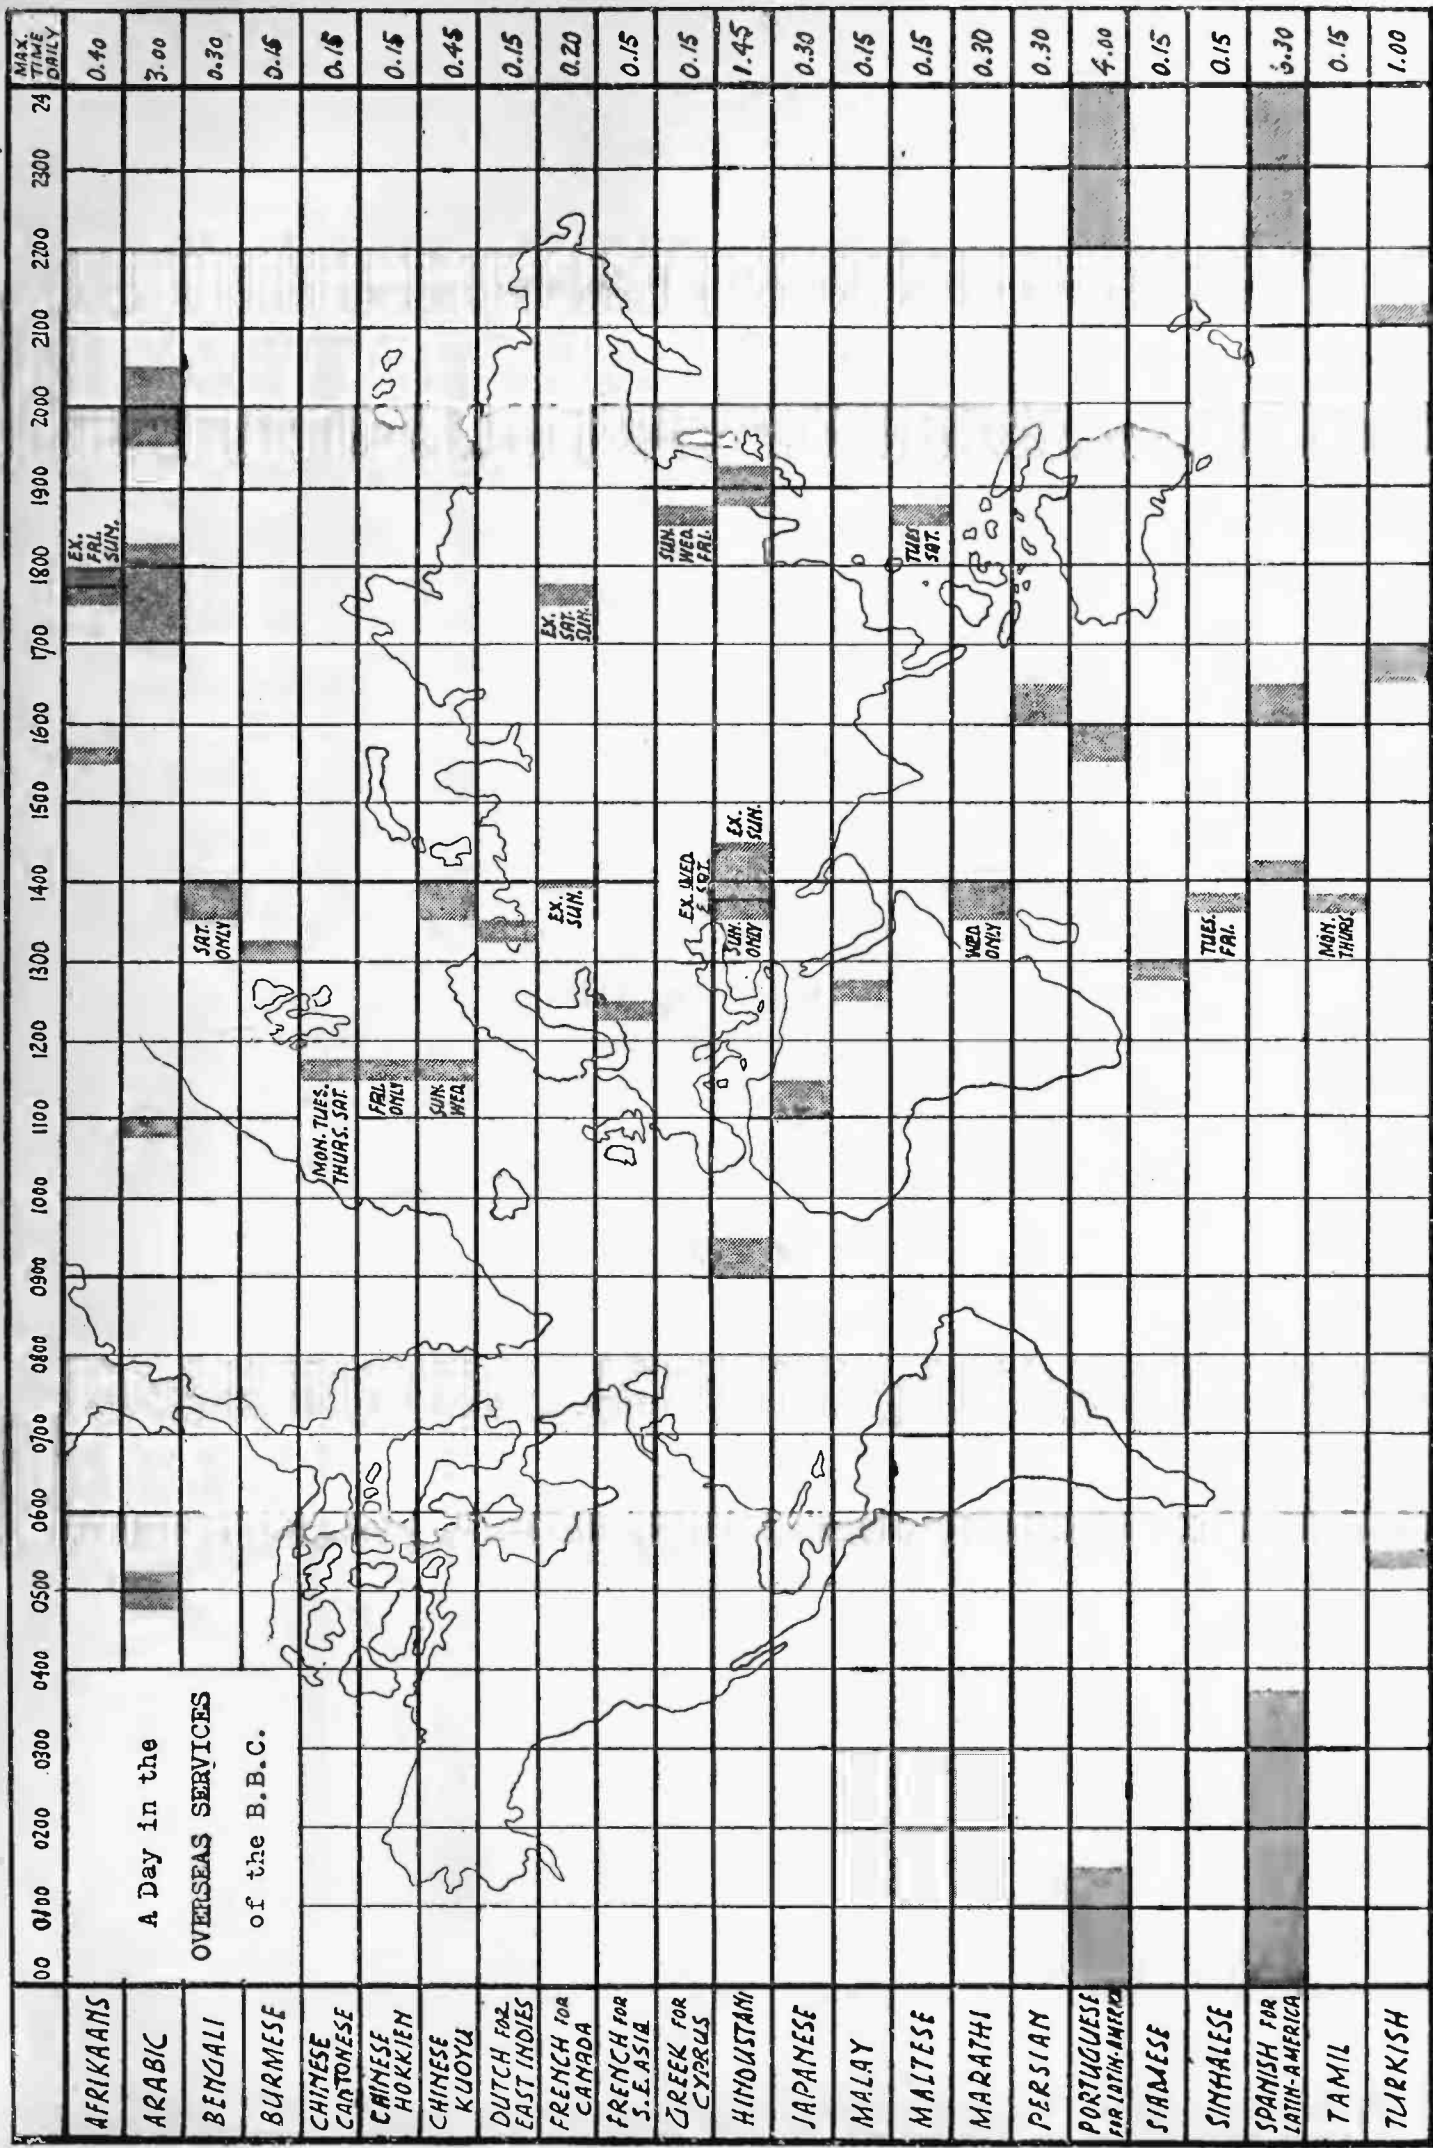 00 0100 0200 0300 0400 0500 0600 0700 0800 0900 1000 1100 1200 1300 1400 1500 1600 1700 1800 1900 2000 2100 2200 2300 24 MAX. TIME DAILY
A Day in the
OVERSEAS SERVICES
of the B.B.C.
AFRIKAANS EX. FRI. SUN. 0.40
ARABIC 3.00
BENGALI SAT. ONLY 0.30
BURMESE 0.15
CHINESE CANTONESE MON. TUES. THURS. SAT. 0.15
CHINESE HOKKIEN FRI. ONLY 0.15
CHINESE KUOYU SUN. WED. 0.45
DUTCH FOR EAST INDIES 0.15
FRENCH FOR CANADA EX. SUN. EX. SAT. SUN. 0.20
FRENCH FOR S.E. ASIA 0.15
GREEK FOR CYPRUS SUN. WED. FRI. 0.15
HINDUSTANI SUN. ONLY EX. WED. & SAT. EX. SUN. 1.45
JAPANESE 0.30
MALAY 0.15
MALTESE TUES SAT. 0.15
MARATHI WED. ONLY 0.30
PERSIAN 0.30
PORTUGUESE FOR LATIN-AMERICA 4.00
SIAMESE 0.15
SINHALESE TUES. FRI. 0.15
SPANISH FOR LATIN-AMERICA
TAMIL MON. THURS. 0.15
TURKISH 1.00